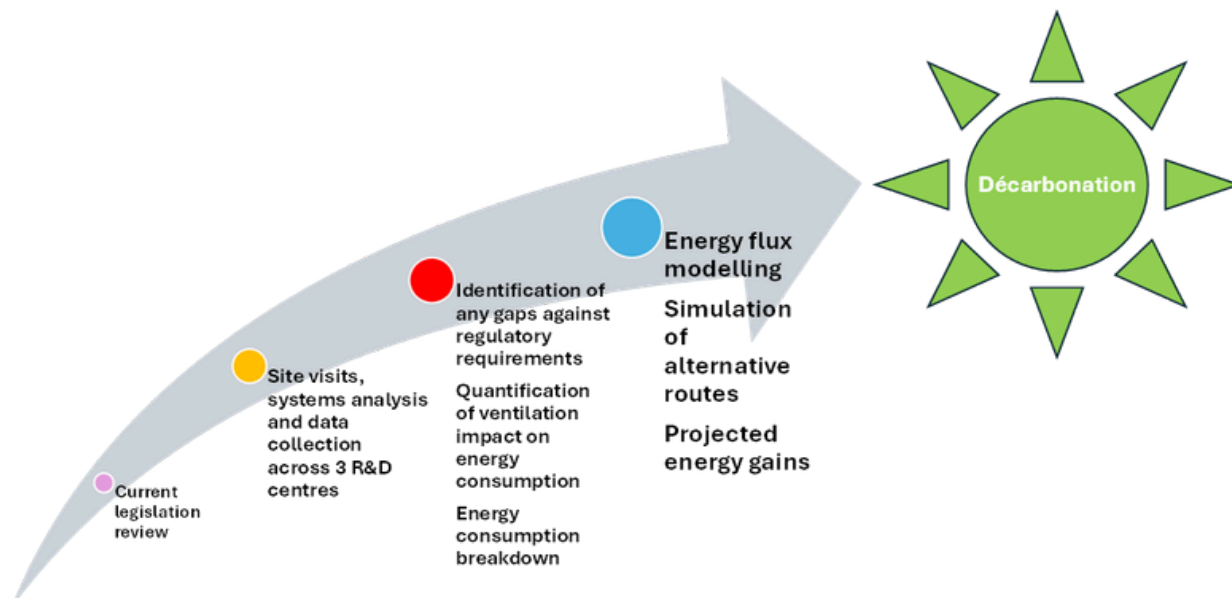 Décarbonation
Energy flux
modelling
Simulation
of
alternative
routes
Projected
energy gains
Identification of
any gaps against
regulatory
requirements
Quantification
of ventilation
impact on
energy
consumption
Energy
consumption
breakdown
Site visits,
systems analysis
and data
collection
across 3 R&D
centres
Current
legislation
review